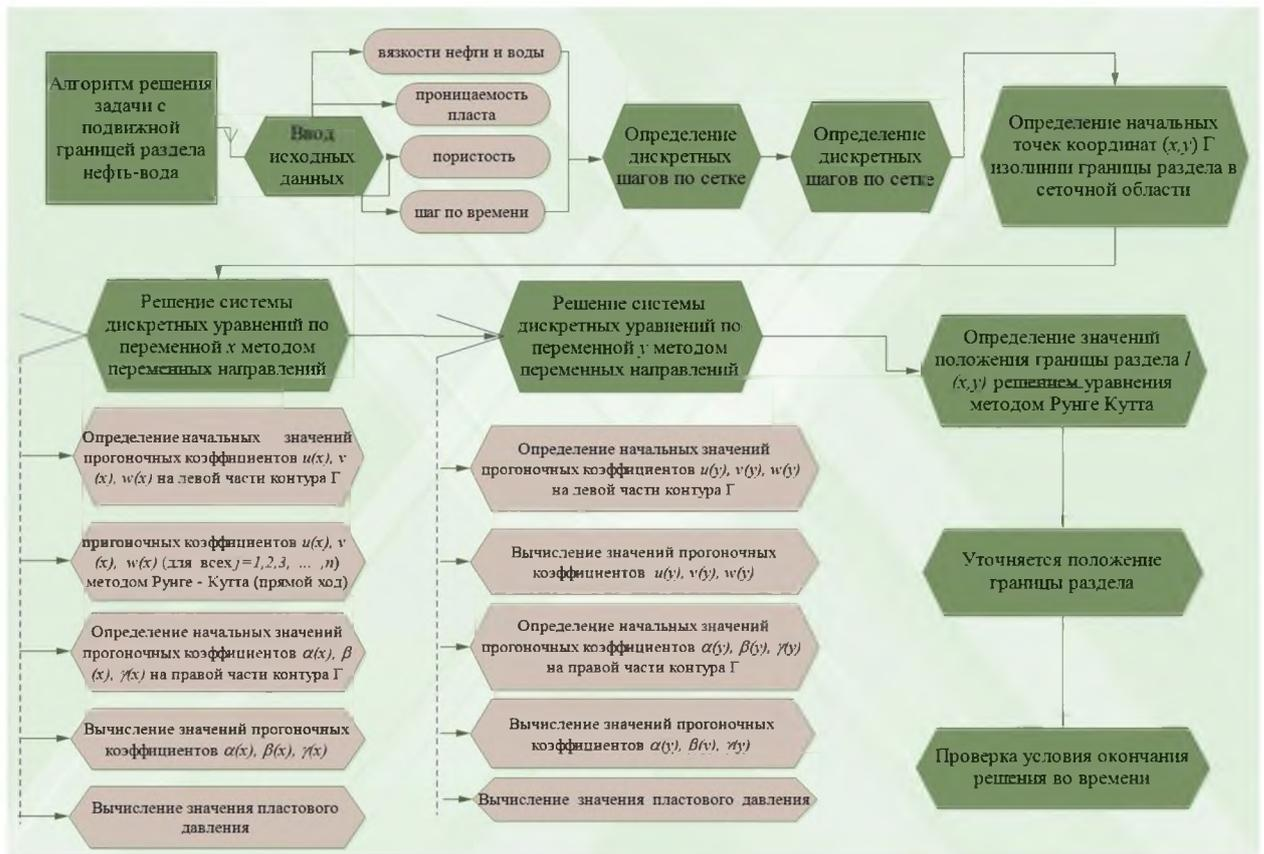 Алгоритм решения
задачи с
подвижной
границей раздела
нефть-вода
Ввод
исходных
данных
вязкости нефти и воды
проницаемость
пласта
пористость
шаг по времени
Определение
дискретных
шагов по сетке
Определение
дискретных
шагов по сетке
Определение начальных
точек координат (x,y) Г
изолинии границы раздела в
сеточной области
Решение системы
дискретных уравнений по
переменной x методом
переменных направлений
Определение начальных значений
прогоночных коэффициентов u(x), v
(x), w(x) на левой части контура Г
пригоночных коэффициентов u(x), v
(x), w(x) (для всех j=1,2,3, ... ,n)
методом Рунге - Кутта (прямой ход)
Определение начальных значений
прогоночных коэффициентов α(x), β
(x), γ(x) на правой части контура Г
Вычисление значений прогоночных
коэффициентов α(x), β(x), γ(x)
Вычисление значения пластового
давления
Решение системы
дискретных уравнений по
переменной y методом
переменных направлений
Определение начальных значений
прогоночных коэффициентов u(y), v(y), w(y)
на левой части контура Г
Вычисление значений прогоночных
коэффициентов u(y), v(y), w(y)
Определение начальных значений
прогоночных коэффициентов α(y), β(y), γ(y)
на правой части контура Г
Вычисление значений прогоночных
коэффициентов α(y), β(y), γ(y)
Вычисление значения пластового давления
Определение значений
положения границы раздела l
(x,y) решением уравнения
методом Рунге Кутта
Уточняется положение
границы раздела
Проверка условия окончания
решения во времени